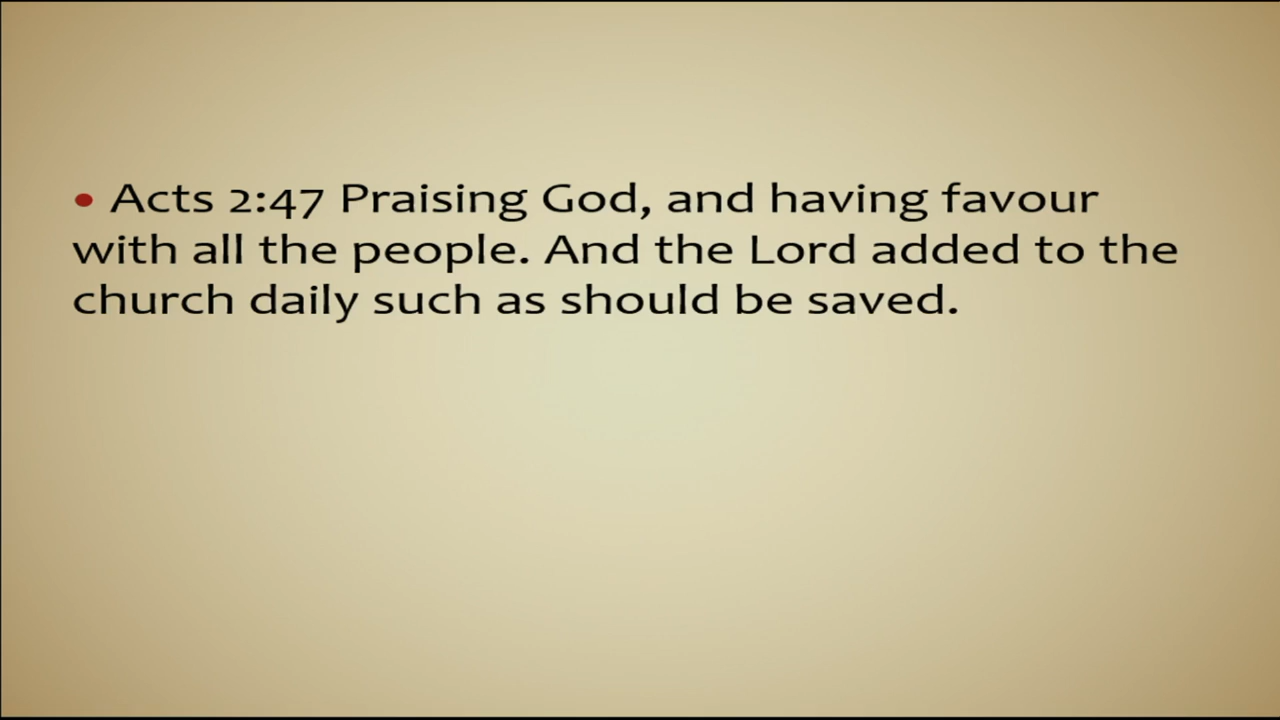 • Acts 2:47 Praising God, and having favour
with all the people. And the Lord added to the
church daily such as should be saved.